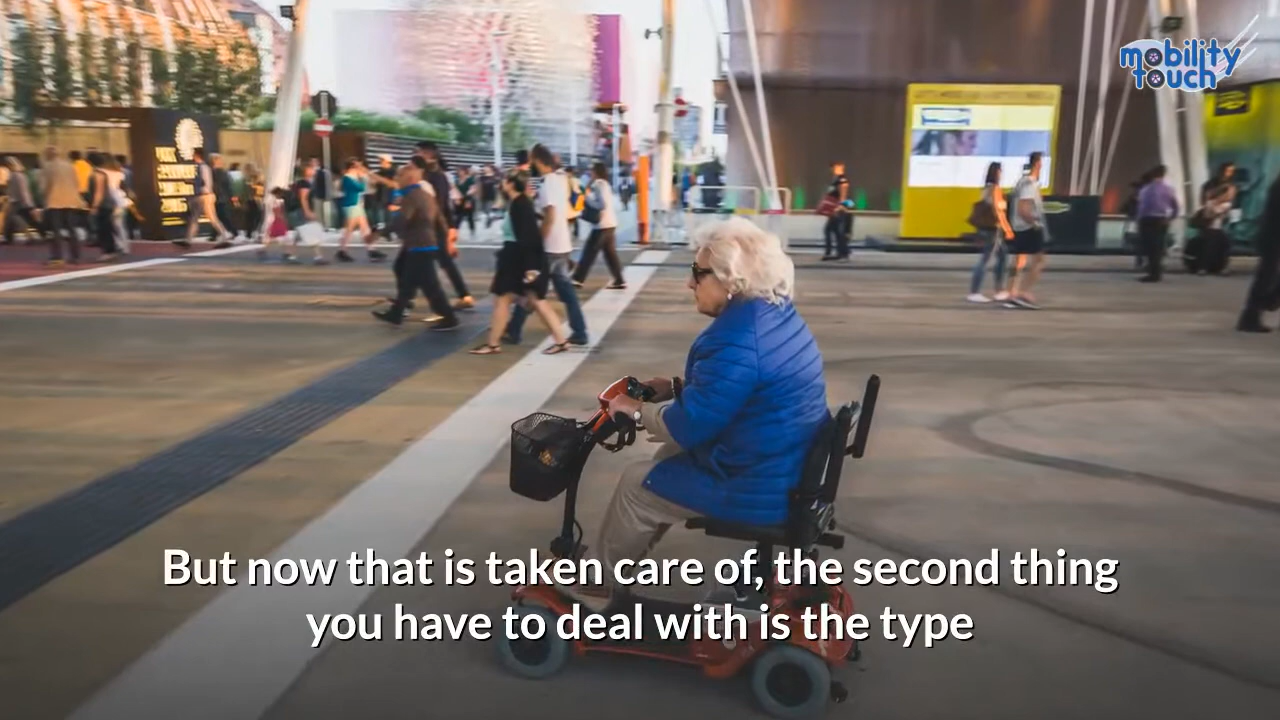 mobility
touch
But now that is taken care of, the second thing
you have to deal with is the type